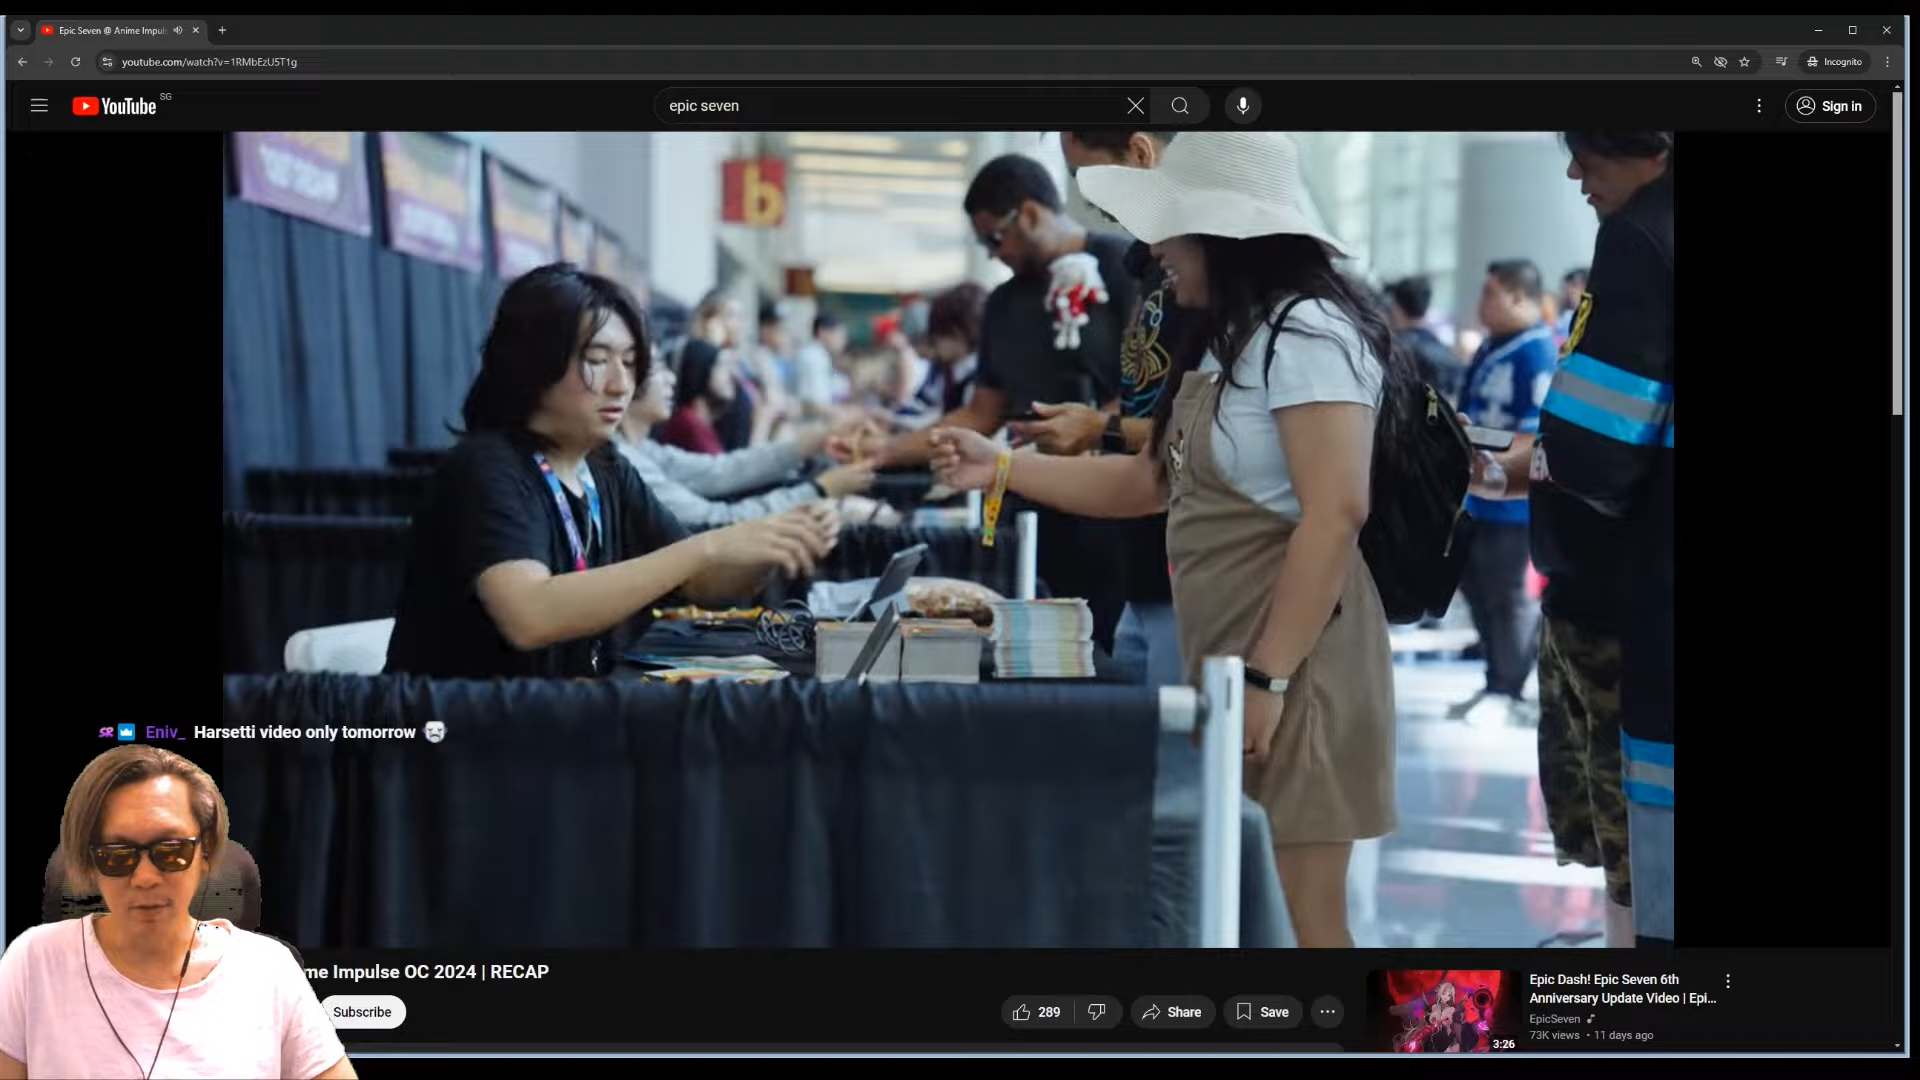 Epic Seven @ Anime Impul
youtube.com/watch?v=1RMbEzU5T1g
Incognito
YouTube SG
epic seven
Sign in
b
SR Eniv_ Harsetti video only tomorrow
me Impulse OC 2024 | RECAP
Subscribe
289
Share
Save
Epic Dash! Epic Seven 6th
Anniversary Update Video | Epi...
EpicSeven
73K views • 11 days ago
3:26